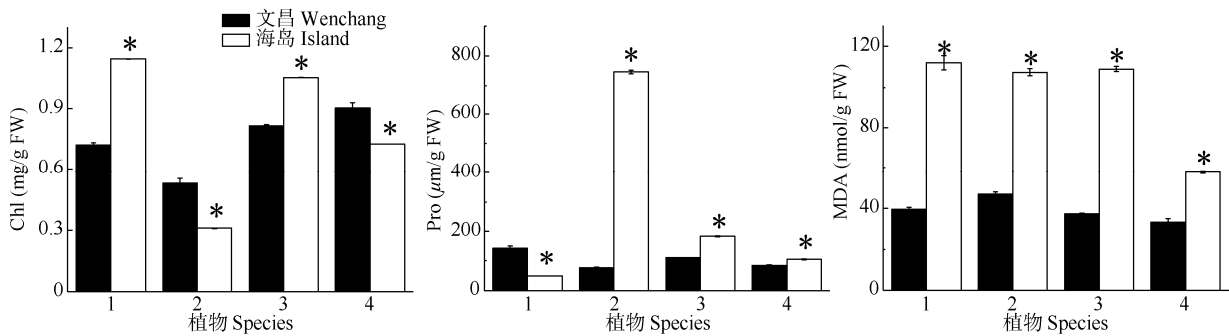 文昌 Wenchang
海岛 Island
Chl (mg/g FW)
1.2
0.9
0.6
0.3
0
1 2 3 4
植物 Species
*
*
*
*
Pro (μm/g FW)
800
600
400
200
0
1 2 3 4
植物 Species
*
*
*
*
MDA (nmol/g FW)
120
80
40
0
1 2 3 4
植物 Species
*
*
*
*